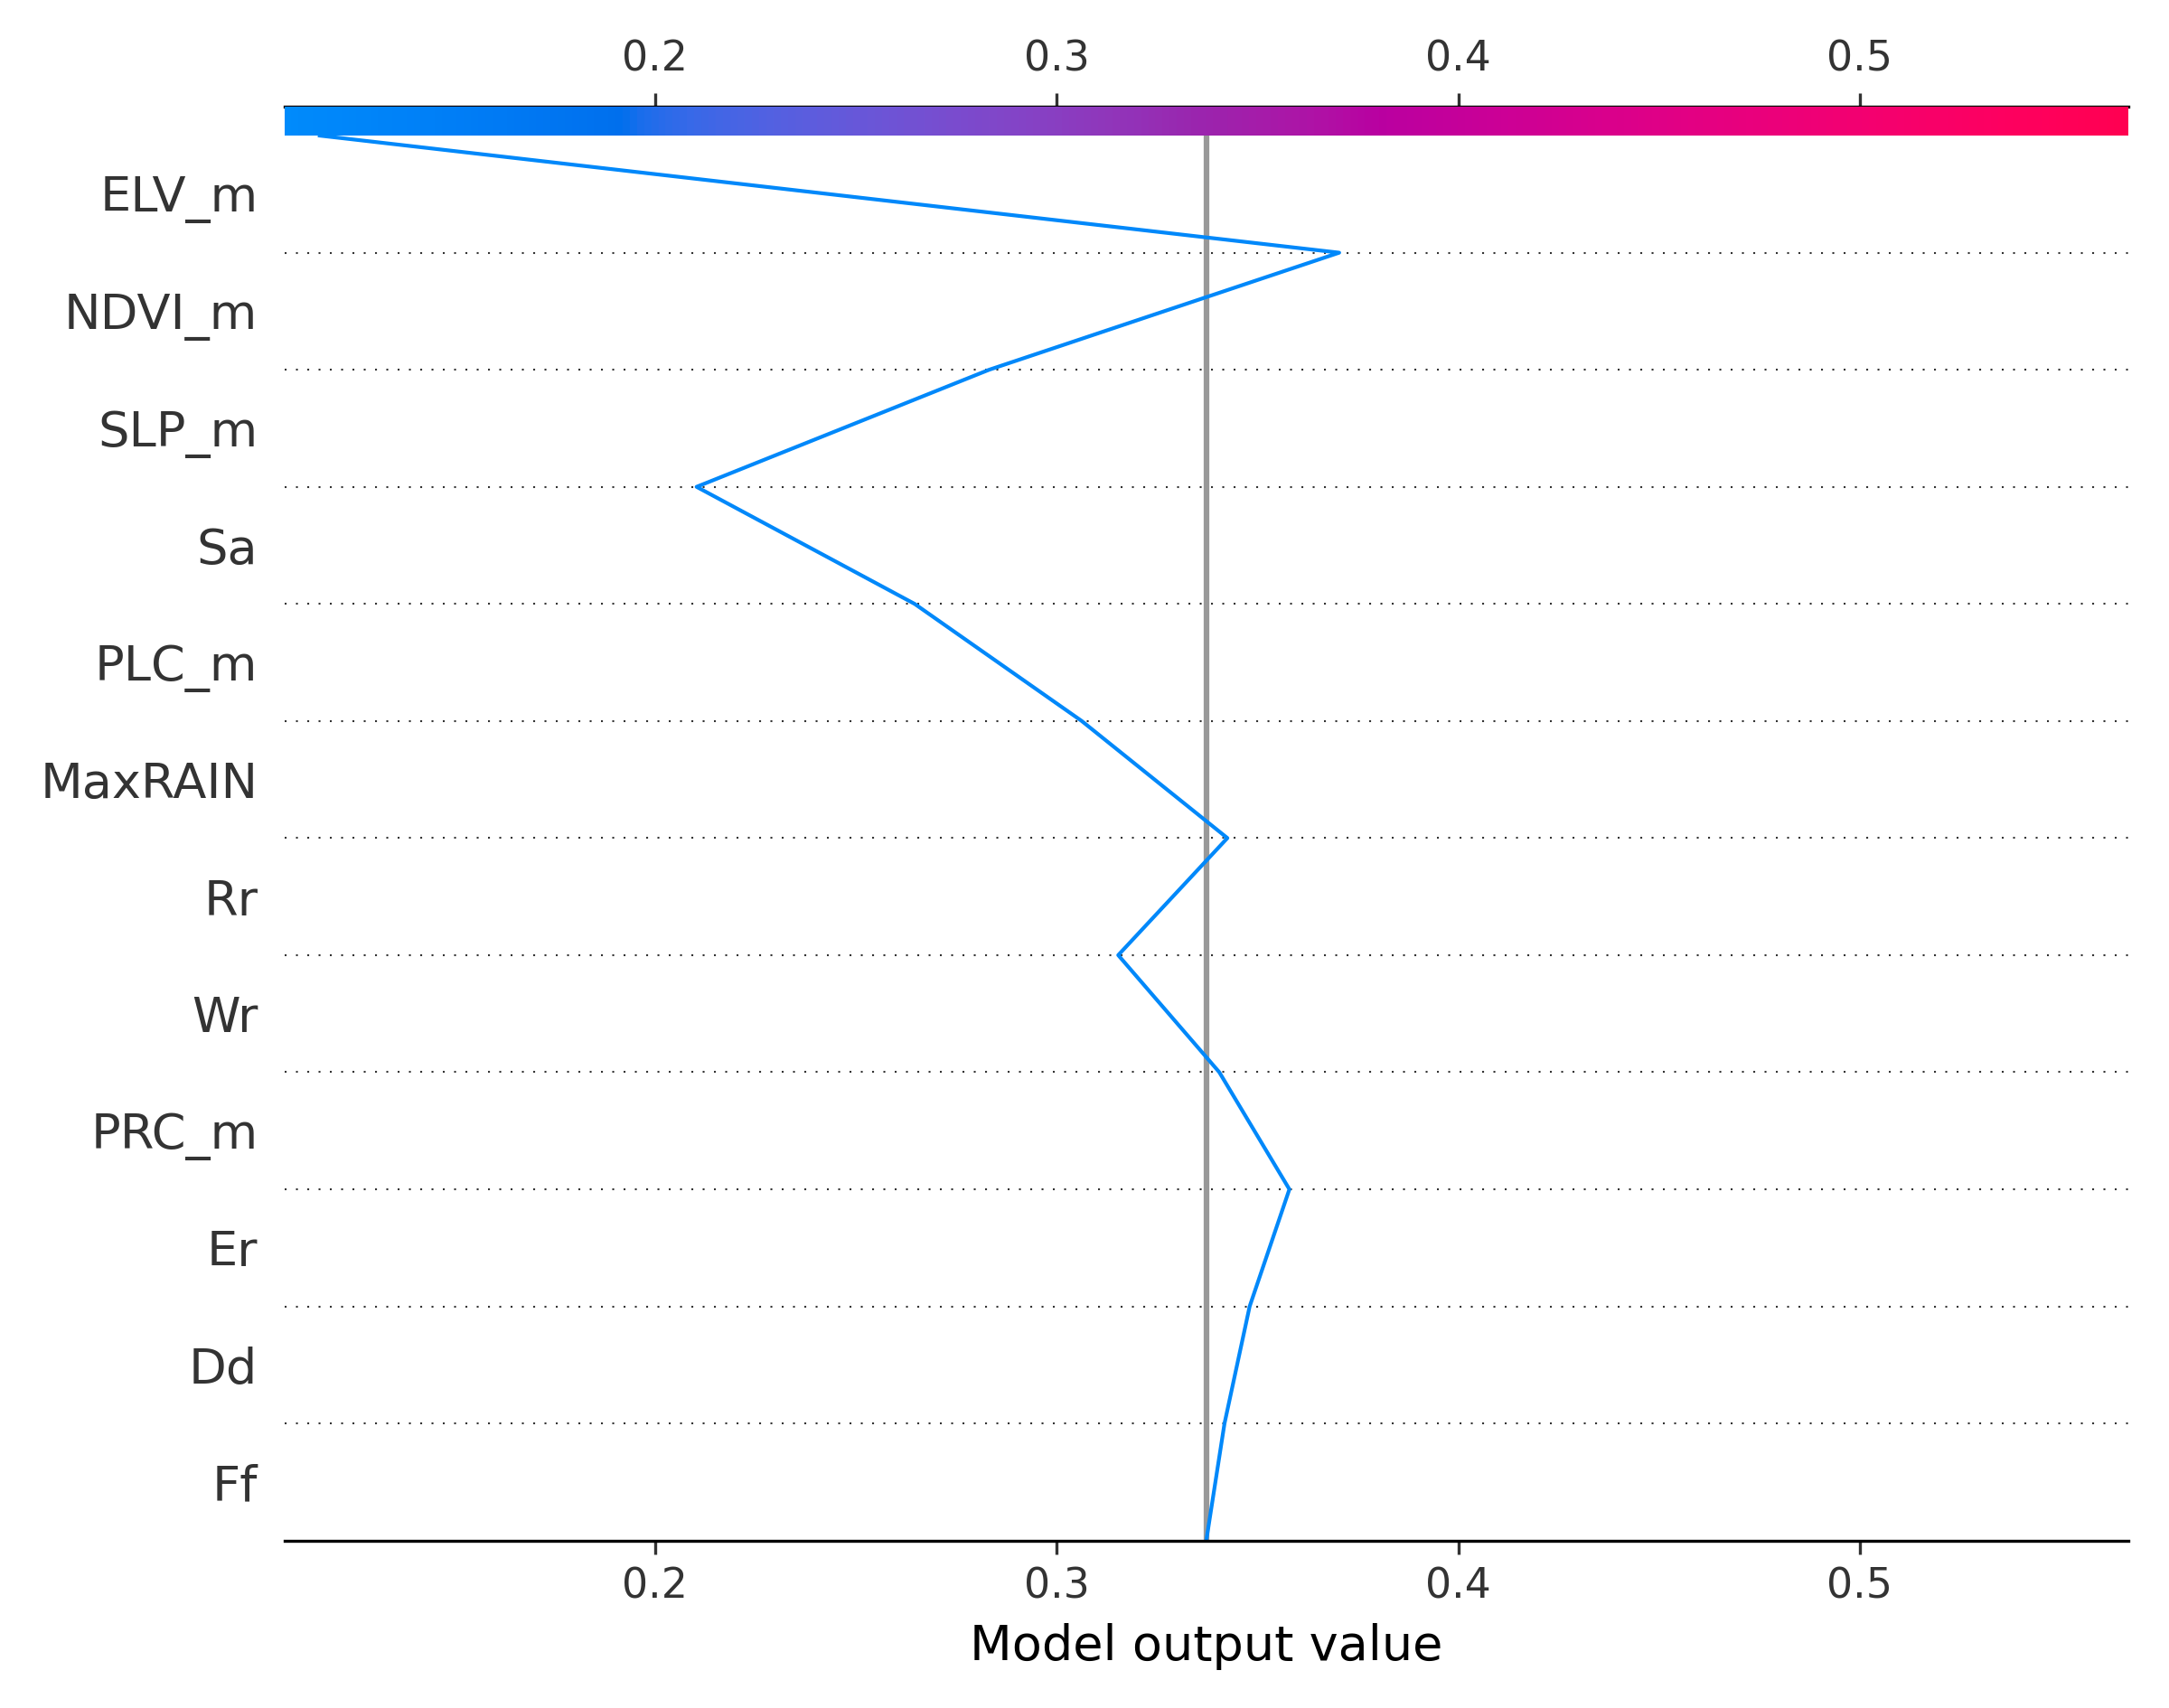 0.2 0.3 0.4 0.5
ELV_m
NDVI_m
SLP_m
Sa
PLC_m
MaxRAIN
Rr
Wr
PRC_m
Er
Dd
Ff
0.2 0.3 0.4 0.5
Model output value